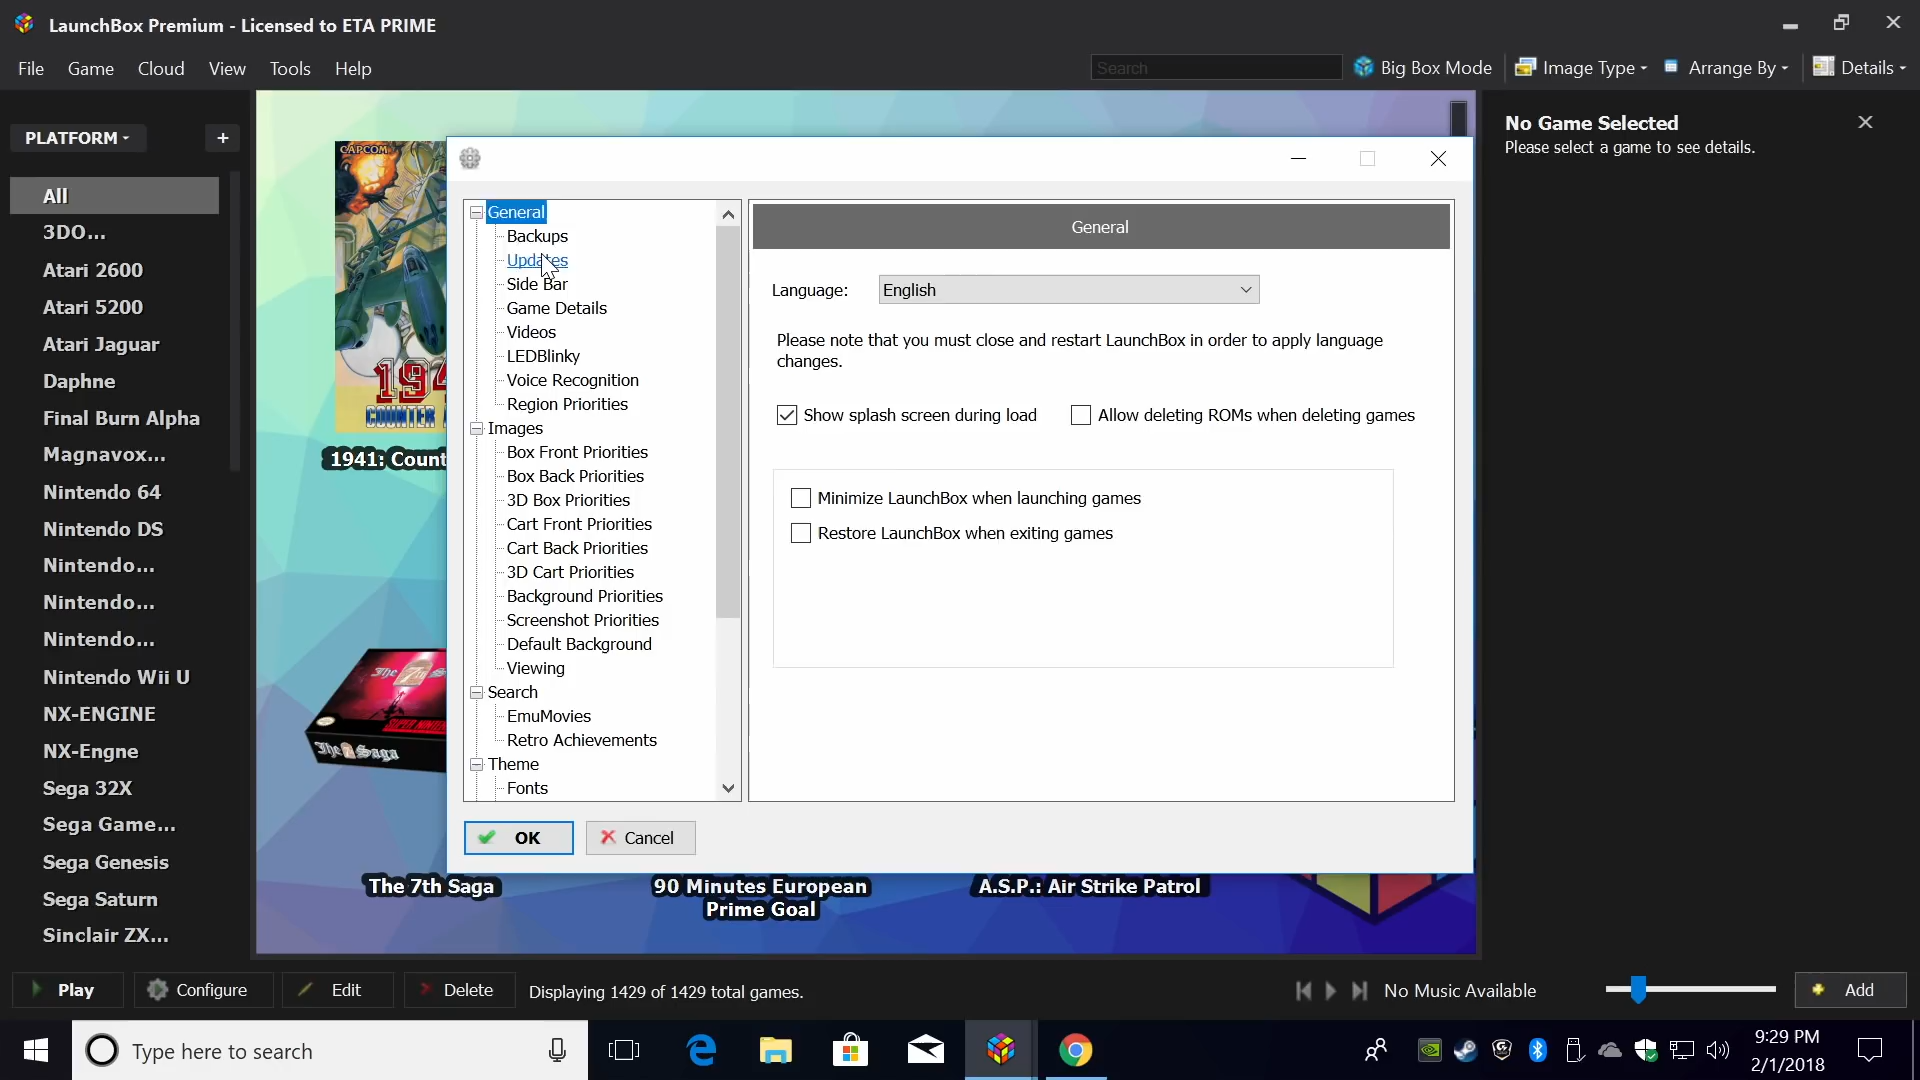 LaunchBox Premium - Licensed to ETA PRIME
File Game Cloud View Tools Help
Search
Big Box Mode
Image Type
Arrange By
Details
PLATFORM
+
All
3DO...
Atari 2600
Atari 5200
Atari Jaguar
Daphne
Final Burn Alpha
Magnavox...
Nintendo 64
Nintendo DS
Nintendo...
Nintendo...
Nintendo...
Nintendo Wii U
NX-ENGINE
NX-Engne
Sega 32X
Sega Game...
Sega Genesis
Sega Saturn
Sinclair ZX...
CAPCOM
194
COUNTER
1941: Count
The 7th Saga
The 7th Saga
90 Minutes European
Prime Goal
A.S.P.: Air Strike Patrol
General
Backups
Updates
Side Bar
Game Details
Videos
LEDBlinky
Voice Recognition
Region Priorities
Images
Box Front Priorities
Box Back Priorities
3D Box Priorities
Cart Front Priorities
Cart Back Priorities
3D Cart Priorities
Background Priorities
Screenshot Priorities
Default Background
Viewing
Search
EmuMovies
Retro Achievements
Theme
Fonts
General
Language: English
Please note that you must close and restart LaunchBox in order to apply language
changes.
Show splash screen during load
Allow deleting ROMs when deleting games
Minimize LaunchBox when launching games
Restore LaunchBox when exiting games
OK
Cancel
No Game Selected
Please select a game to see details.
Play
Configure
Edit
Delete
Displaying 1429 of 1429 total games.
No Music Available
Add
Type here to search
9:29 PM
2/1/2018